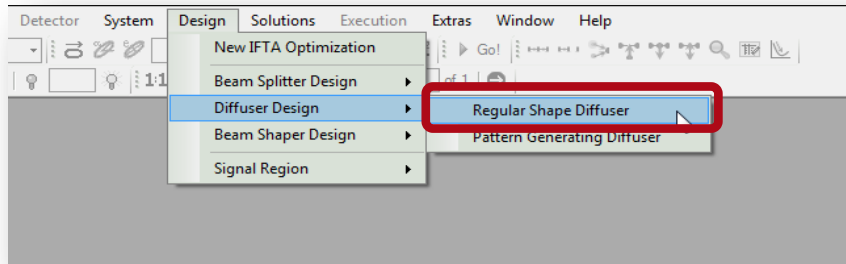 Detector System Design Solutions Execution Extras Window Help
New IFTA Optimization
Go!
1:1
Beam Splitter Design
of 1
Diffuser Design
Regular Shape Diffuser
Beam Shaper Design
Pattern Generating Diffuser
Signal Region